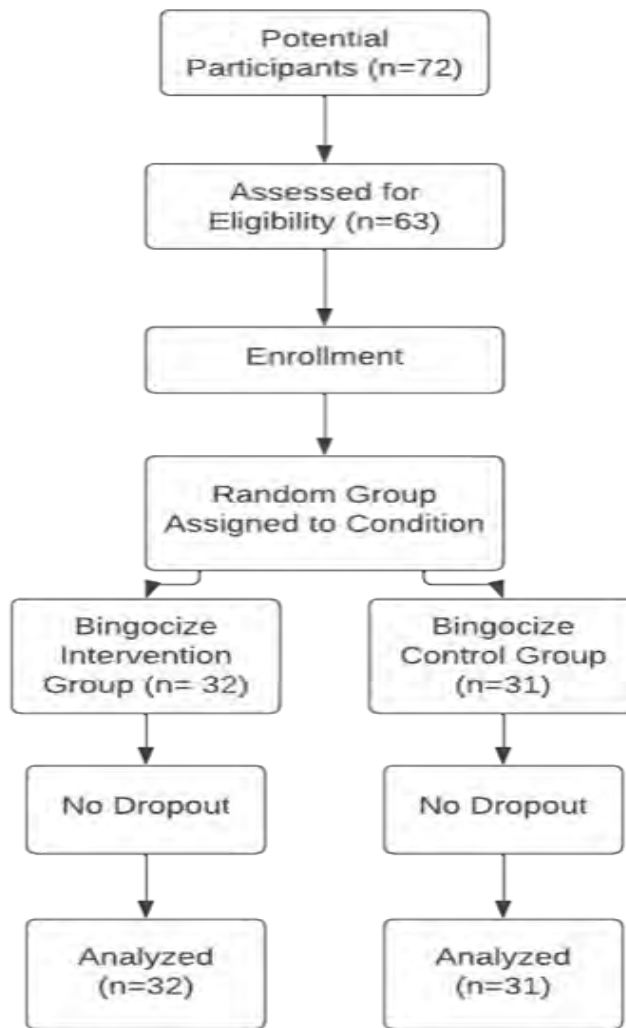 Potential
Participants (n=72)
Assessed for
Eligibility (n=63)
Enrollment
Random Group
Assigned to Condition
Bingocize
Intervention
Group (n= 32)
Bingocize
Control Group
(n=31)
No Dropout
No Dropout
Analyzed
(n=32)
Analyzed
(n=31)